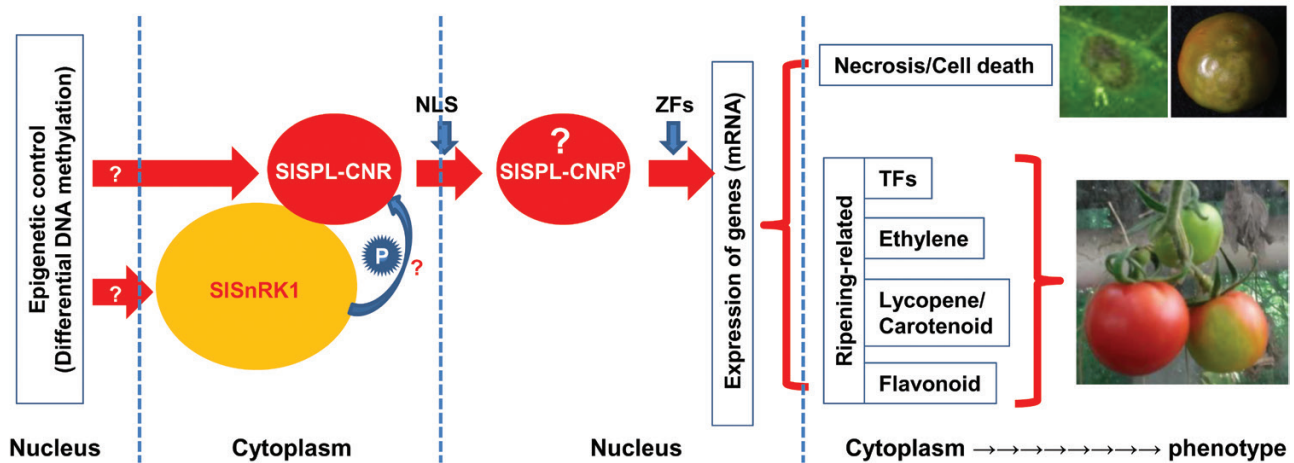 Epigenetic control
(Differential DNA methylation)
?
?
SlSPL-CNR
SlSnRK1
P
?
NLS
?
SlSPL-CNRᴾ
ZFs
Expression of genes (mRNA)
Necrosis/Cell death
Ripening-related
TFs
Ethylene
Lycopene/
Carotenoid
Flavonoid
Nucleus
Cytoplasm
Nucleus
Cytoplasm →→→→→→→→ phenotype